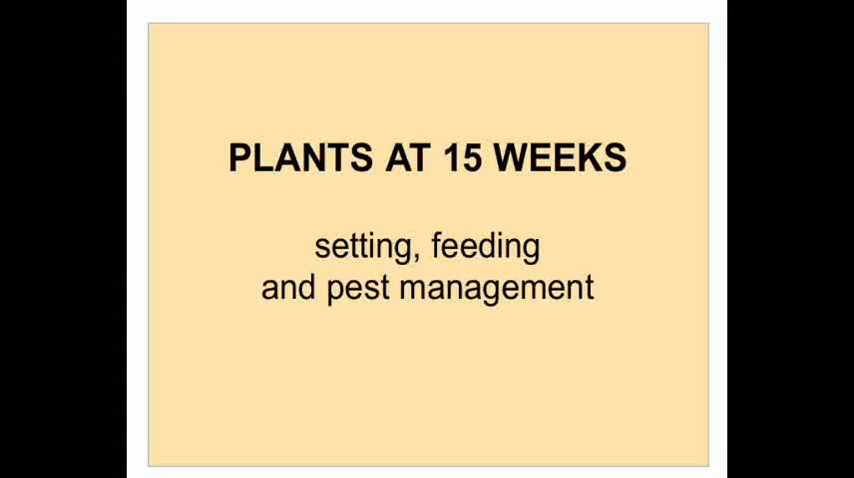 PLANTS AT 15 WEEKS
setting, feeding
and pest management